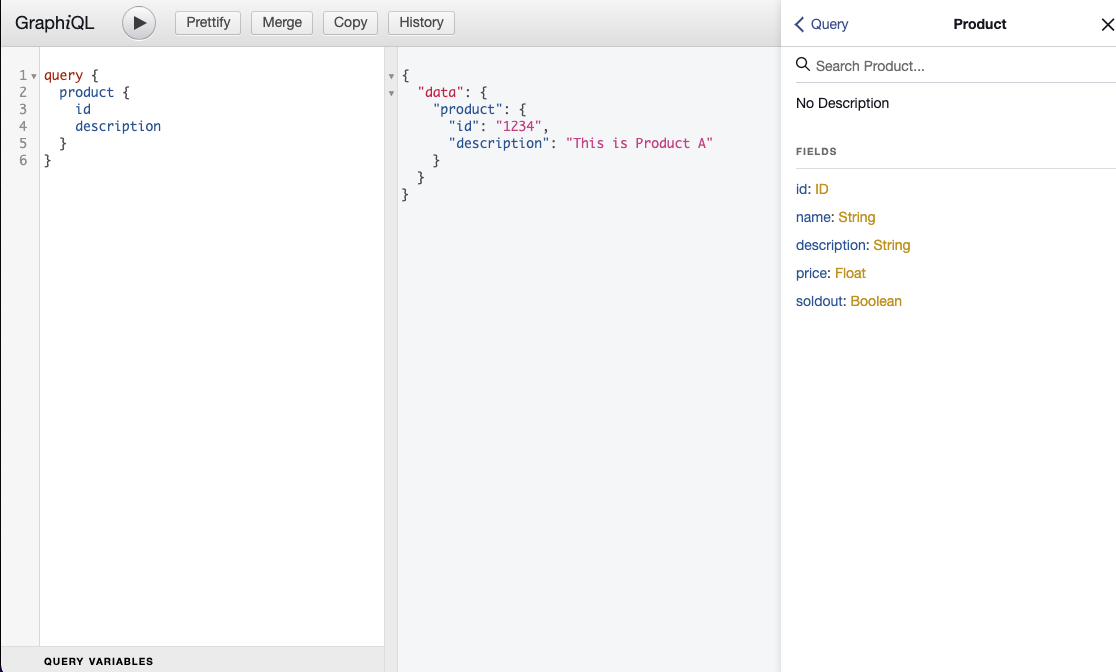 GraphiQL
Prettify
Merge
Copy
History
1 query {
2 product {
3 id
4 description
5 }
6 }
QUERY VARIABLES
{
"data": {
"product": {
"id": "1234",
"description": "This is Product A"
}
}
}
Query
Product
Search Product...
No Description
FIELDS
id: ID
name: String
description: String
price: Float
soldout: Boolean